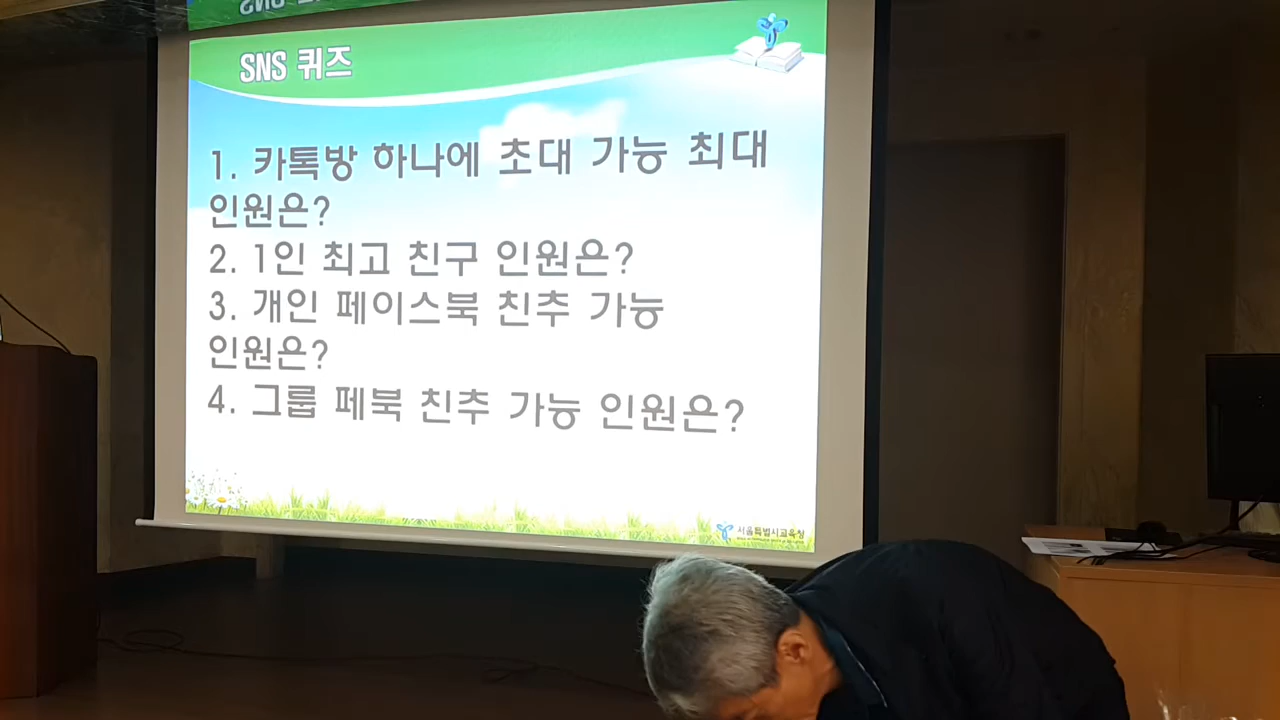 SNS 퀴즈
1. 카톡방 하나에 초대 가능 최대
인원은?
2. 1인 최고 친구 인원은?
3. 개인 페이스북 친추 가능
인원은?
4. 그룹 페북 친추 가능 인원은?
서울특별시교육청